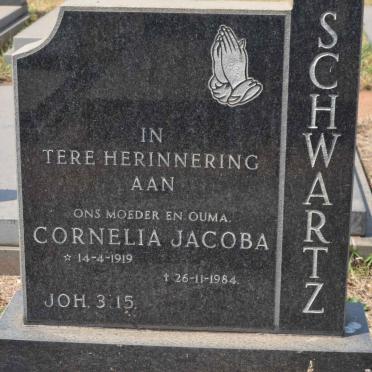 SCHWARTZ
IN
TERE HERINNERING
AAN
ONS MOEDER EN OUMA.
CORNELIA JACOBA
☆ 14-4-1919
† 26-11-1984.
JOH. 3:15